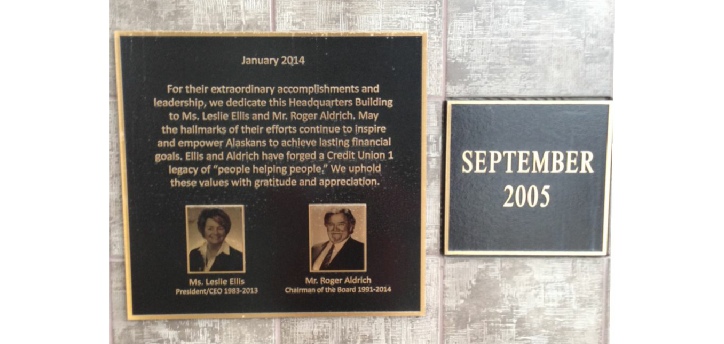 January 2014
For their extraordinary accomplishments and
leadership, we dedicate this Headquarters Building
to Ms. Leslie Ellis and Mr. Roger Aldrich. May
the hallmarks of their efforts continue to inspire
and empower Alaskans to achieve lasting financial
goals. Ellis and Aldrich have forged a Credit Union 1
legacy of "people helping people." We uphold
these values with gratitude and appreciation.
Ms. Leslie Ellis
President/CEO 1983-2013
Mr. Roger Aldrich
Chairman of the Board 1991-2014
SEPTEMBER
2005